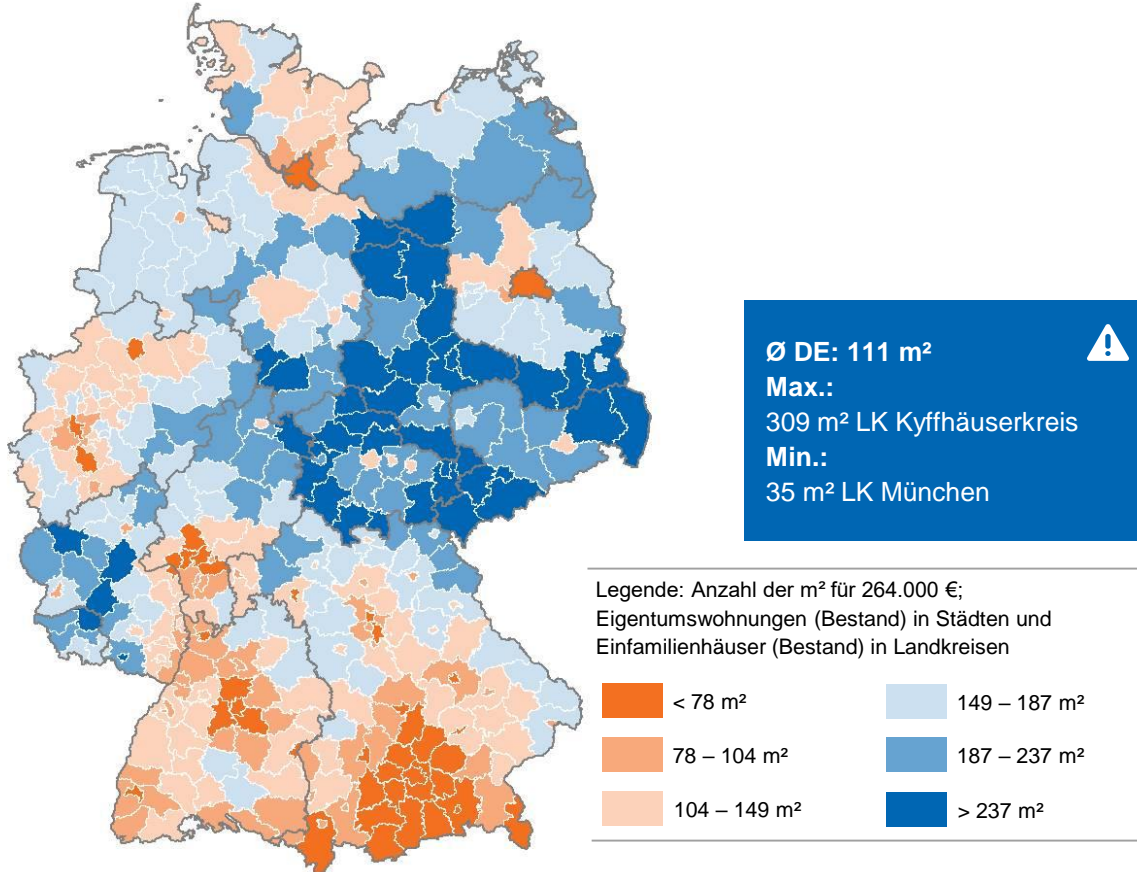 Ø DE: 111 m²
Max.:
309 m² LK Kyffhäuserkreis
Min.:
35 m² LK München
Legende: Anzahl der m² für 264.000 €;
Eigentumswohnungen (Bestand) in Städten und
Einfamilienhäuser (Bestand) in Landkreisen
< 78 m²
149 – 187 m²
78 – 104 m²
187 – 237 m²
104 – 149 m²
> 237 m²